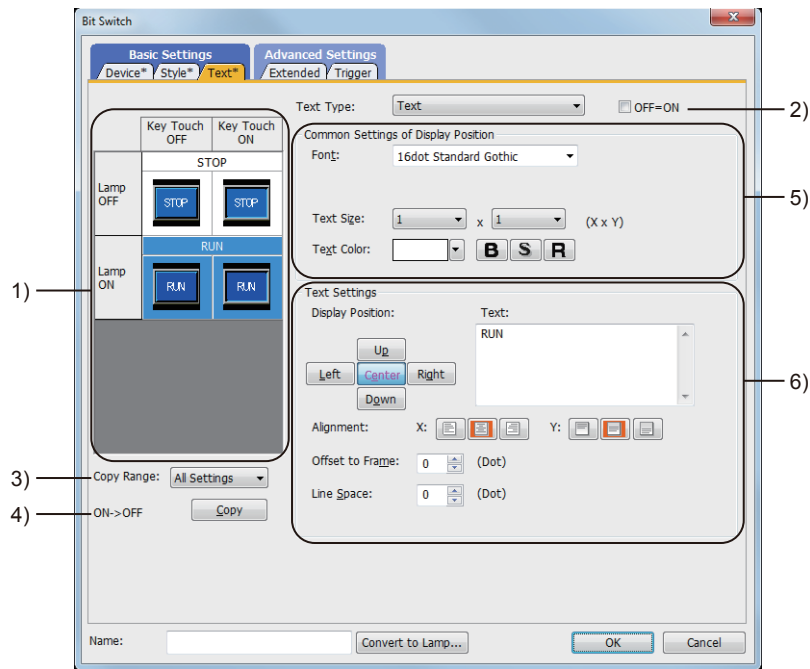 Bit Switch
x
Basic Settings
Advanced Settings
Device*
Style*
Text*
Extended
Trigger
Text Type:
Text
OFF=ON
2)
Key Touch OFF
Key Touch ON
STOP
Lamp OFF
STOP
STOP
RUN
Lamp ON
RUN
RUN
1)
Common Settings of Display Position
Font:
16dot Standard Gothic
Text Size:
1
x
1
(X x Y)
Text Color:
B
S
R
5)
Text Settings
Display Position:
Text:
RUN
Up
Left
Center
Right
Down
Alignment:
X:
Y:
Offset to Frame:
0
(Dot)
Line Space:
0
(Dot)
6)
3)
Copy Range:
All Settings
4)
ON->OFF
Copy
Name:
Convert to Lamp...
OK
Cancel